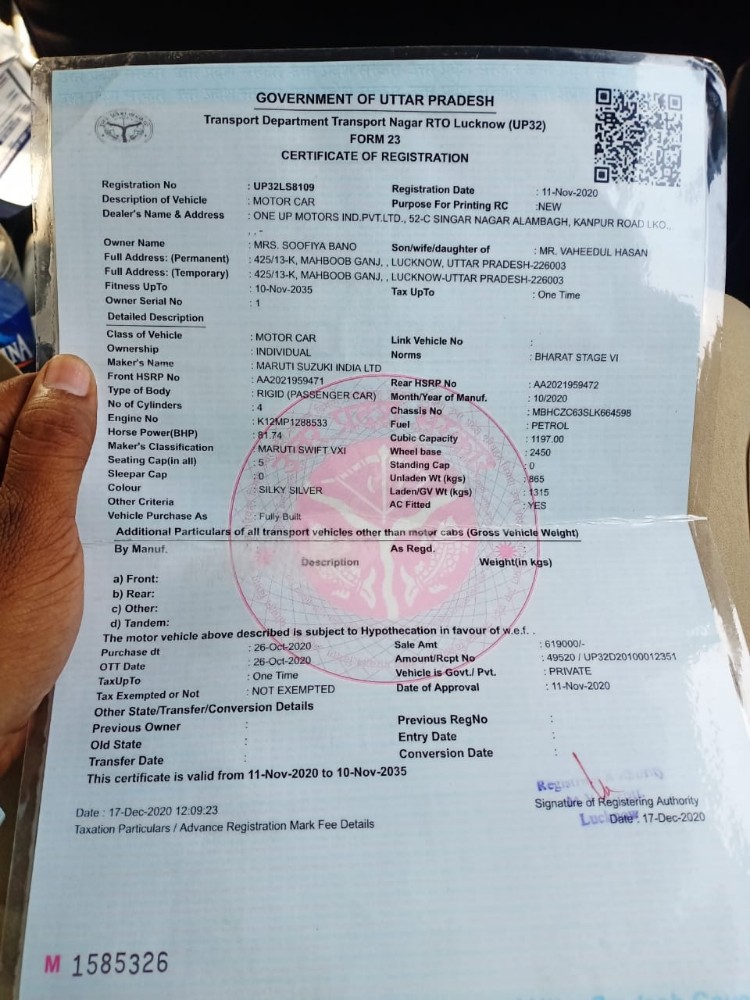 GOVERNMENT OF UTTAR PRADESH
Transport Department Transport Nagar RTO Lucknow (UP32)
FORM 23
CERTIFICATE OF REGISTRATION
Registration No : UP32LS8109 Registration Date : 11-Nov-2020
Description of Vehicle : MOTOR CAR Purpose For Printing RC :NEW
Dealer's Name & Address : ONE UP MOTORS IND.PVT.LTD., 52-C SINGAR NAGAR ALAMBAGH, KANPUR ROAD LKO.,
, , -
Owner Name : MRS. SOOFIYA BANO Son/wife/daughter of : MR. VAHEEDUL HASAN
Full Address: (Permanent) : 425/13-K, MAHBOOB GANJ, , LUCKNOW, UTTAR PRADESH-226003
Full Address: (Temporary) : 425/13-K, MAHBOOB GANJ, , LUCKNOW-UTTAR PRADESH-226003
Fitness UpTo : 10-Nov-2035 Tax UpTo : One Time
Owner Serial No : 1
Detailed Description
Class of Vehicle : MOTOR CAR Link Vehicle No :
Ownership : INDIVIDUAL Norms : BHARAT STAGE VI
Maker's Name : MARUTI SUZUKI INDIA LTD
Front HSRP No : AA2021959471 Rear HSRP No : AA2021959472
Type of Body : RIGID (PASSENGER CAR) Month/Year of Manuf. : 10/2020
No of Cylinders : 4 Chassis No : MBHCZC63SLK664598
Engine No : K12MP1288533 Fuel : PETROL
Horse Power(BHP) : 81.74 Cubic Capacity : 1197.00
Maker's Classification : MARUTI SWIFT VXI Wheel base : 2450
Seating Cap(in all) : 5 Standing Cap : 0
Sleepar Cap : 0 Unladen Wt (kgs) : 865
Colour : SILKY SILVER Laden/GV Wt (kgs) : 1315
Other Criteria AC Fitted : YES
Vehicle Purchase As : Fully Built
Additional Particulars of all transport vehicles other than motor cabs (Gross Vehicle Weight)
By Manuf. As Regd.
Description Weight(in kgs)
a) Front:
b) Rear:
c) Other:
d) Tandem:
The motor vehicle above described is subject to Hypothecation in favour of w.e.f. .
Purchase dt : 26-Oct-2020 Sale Amt : 619000/-
OTT Date : 26-Oct-2020 Amount/Rcpt No : 49520 / UP32D20100012351
TaxUpTo : One Time Vehicle is Govt./ Pvt. : PRIVATE
Tax Exempted or Not : NOT EXEMPTED Date of Approval : 11-Nov-2020
Other State/Transfer/Conversion Details
Previous Owner : Previous RegNo :
Old State : Entry Date :
Transfer Date : Conversion Date :
This certificate is valid from 11-Nov-2020 to 10-Nov-2035
Signature of Registering Authority
Date : 17-Dec-2020 12:09:23 Date : 17-Dec-2020
Taxation Particulars / Advance Registration Mark Fee Details
M 1585326